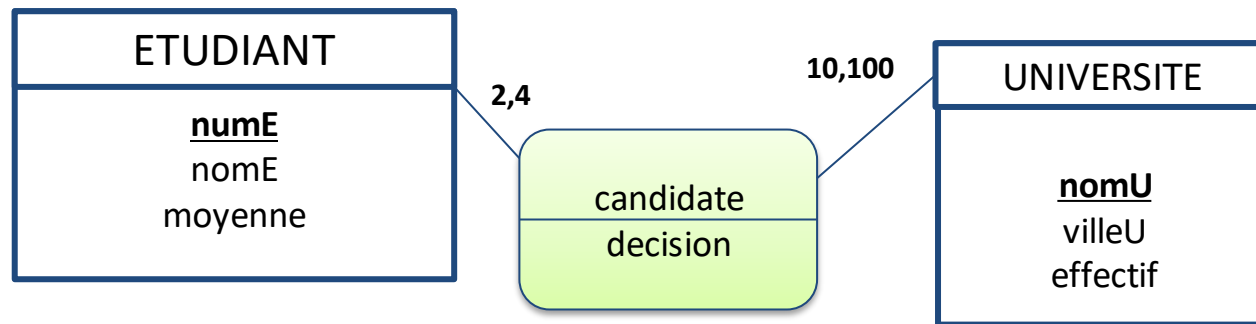 ETUDIANT
numE
nomE
moyenne
2,4
candidate
decision
10,100
UNIVERSITE
nomU
villeU
effectif